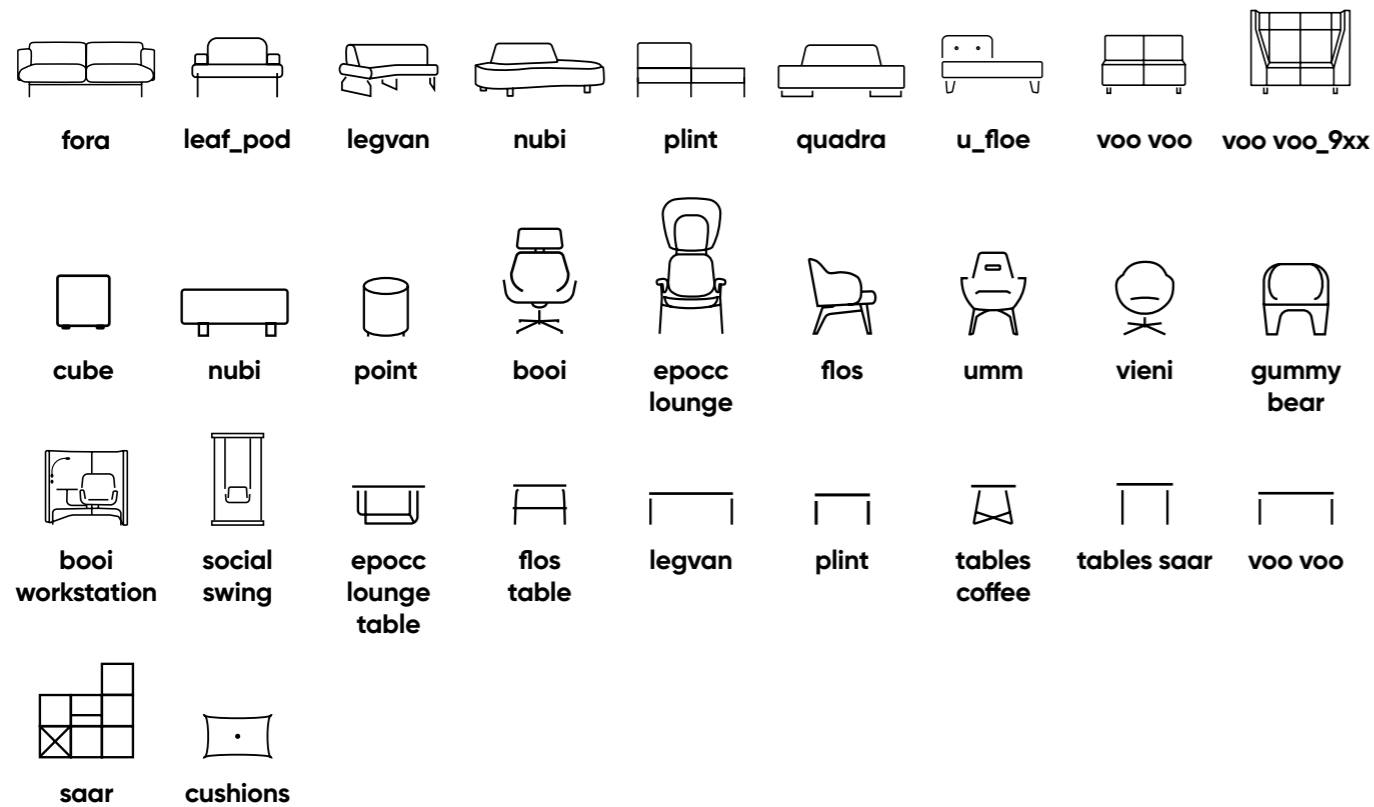 fora leaf_pod legvan nubi plint quadra u_floe voo voo voo voo_9xx
cube nubi point booi epocc flos umm vieni gummy
lounge bear
booi social epocc flos legvan plint tables tables saar voo voo
workstation swing lounge table coffee
table
saar cushions